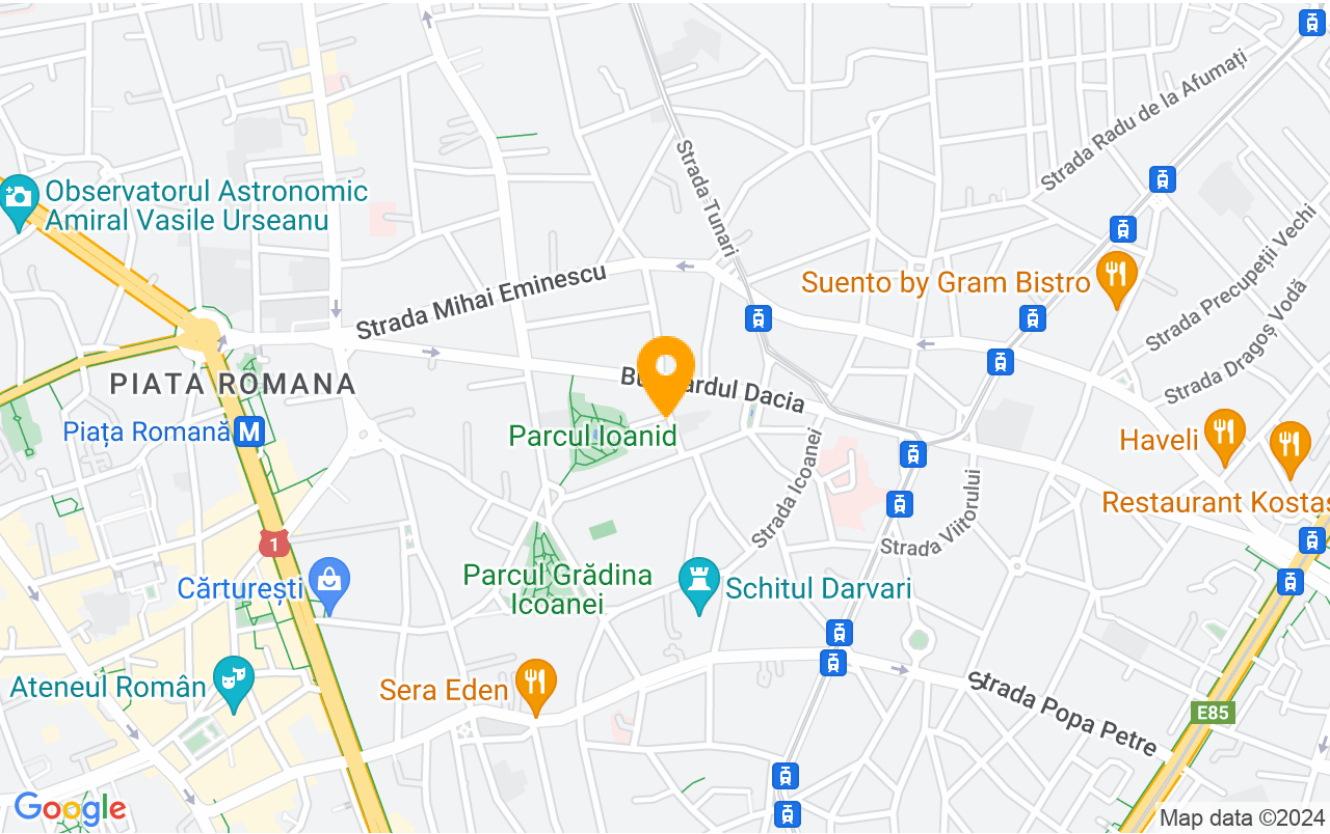 Strada Radu de la Afumați
Strada Tunari
Observatorul Astronomic
Amiral Vasile Urseanu
Strada Precupeții Vechi
Suento by Gram Bistro
Strada Mihai Eminescu
Strada Dragoș Vodă
PIATA ROMANA
Dacia
Piața Romană M
Parcul Ioanid
Haveli
Strada Icoanei
Restaurant Kostas
Strada Viitorului
1
Parcul Grădina
Icoanei
Cărturești
Schitul Darvari
Ateneul Român
Sera Eden
Strada Popa Petre
E85
Google
Map data ©2024